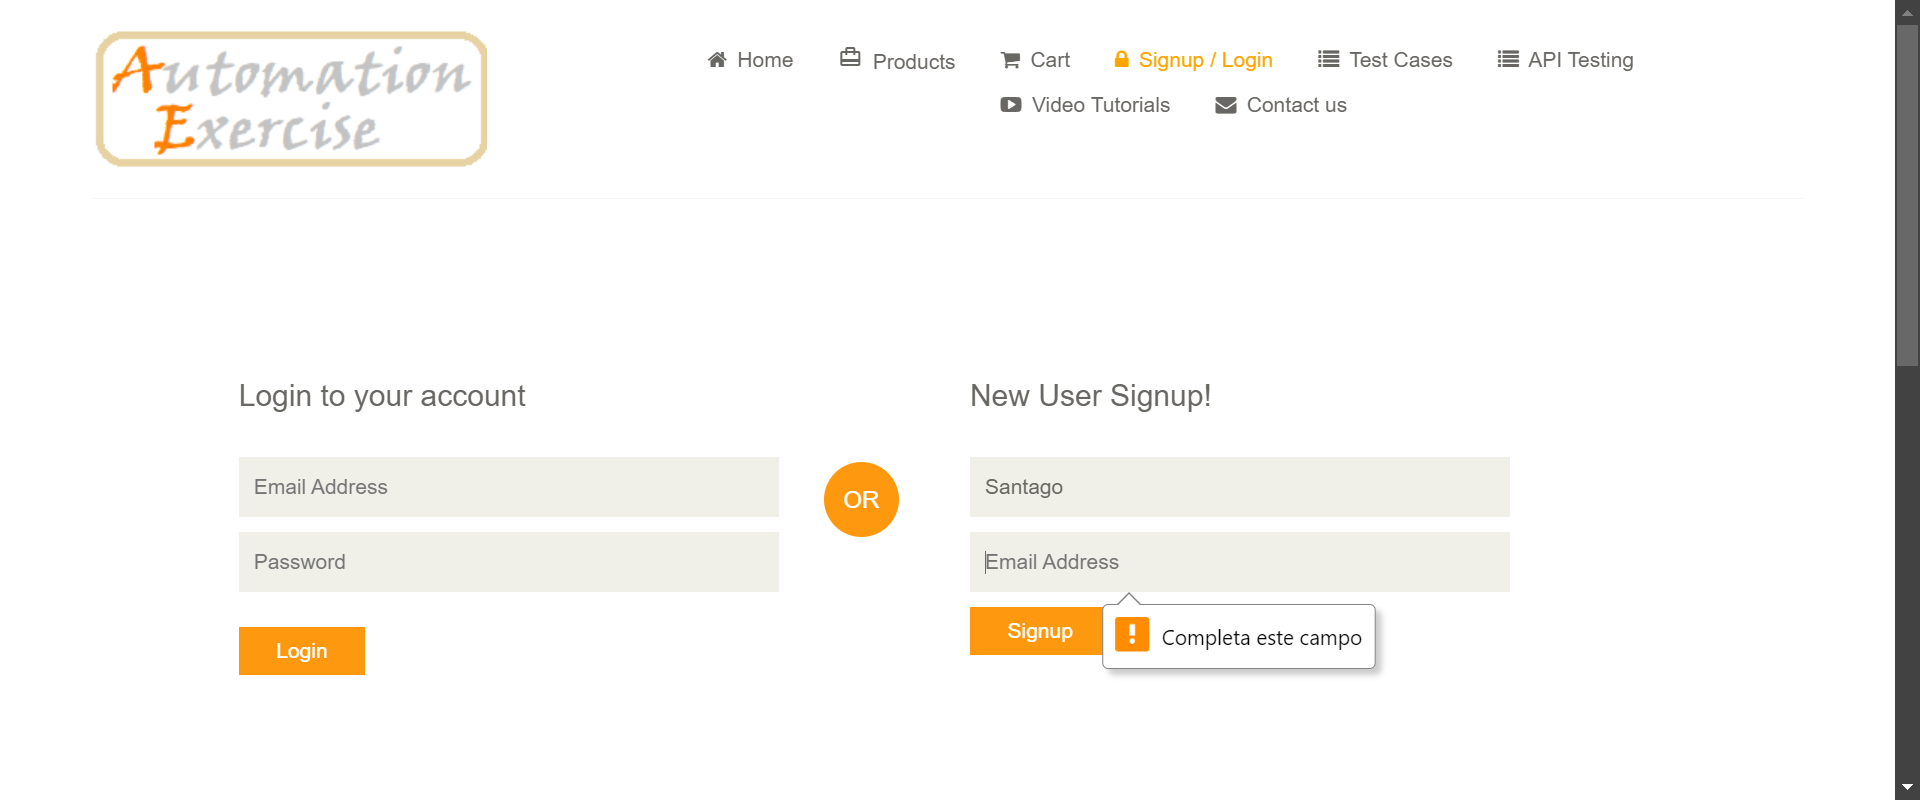 Automation
Exercise
Home Products Cart Signup / Login Test Cases API Testing
Video Tutorials Contact us
Login to your account
Email Address
Password
Login
OR
New User Signup!
Santago
Email Address
Signup
! Completa este campo